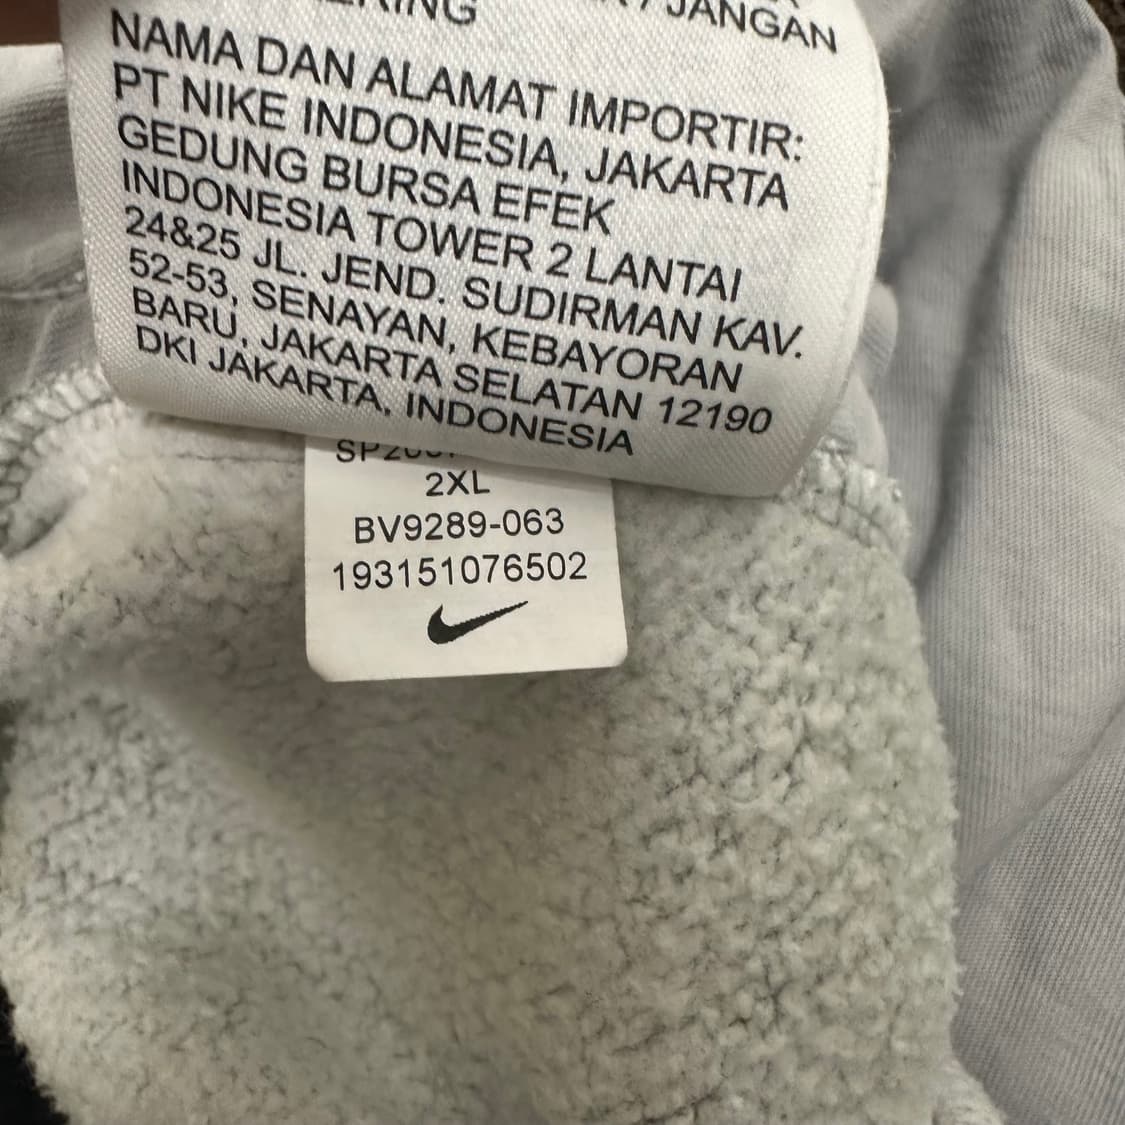 JANGAN
NAMA DAN ALAMAT IMPORTIR:
PT NIKE INDONESIA, JAKARTA
GEDUNG BURSA EFEK
INDONESIA TOWER 2 LANTAI
24&25 JL. JEND. SUDIRMAN KAV.
52-53, SENAYAN, KEBAYORAN
BARU, JAKARTA SELATAN 12190
DKI JAKARTA, INDONESIA
2XL
BV9289-063
193151076502